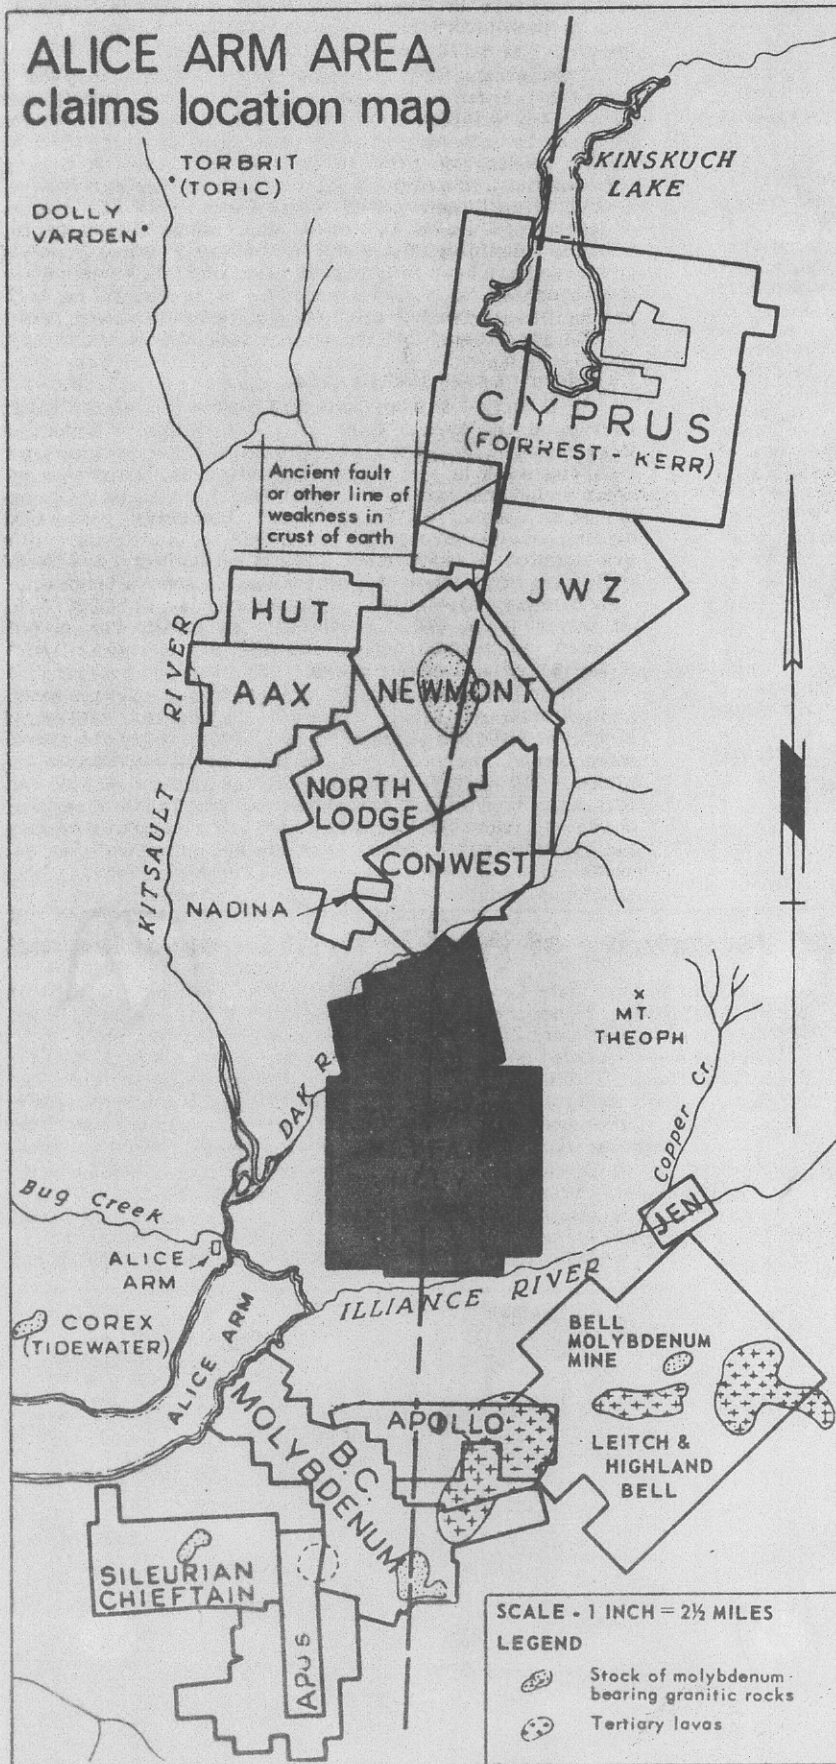 ALICE ARM AREA
claims location map
TORBRIT
(TORIC)
DOLLY
VARDEN
KINSKUCH
LAKE
CYPRUS
(FORREST - KERR)
Ancient fault
or other line of
weakness in
crust of earth
JWZ
HUT
AAX
NEWMONT
KITSAULT RIVER
NORTH
LODGE
CONWEST
NADINA
MT.
THEOPH
DAK R.
Copper Cr.
Bug Creek
JEN
ALICE
ARM
ILLIANCE RIVER
COREX
(TIDEWATER)
ALICE ARM
BELL
MOLYBDENUM
MINE
APOLLO
B.C.
MOLYBDENUM
LEITCH &
HIGHLAND
BELL
SILEURIAN
CHIEFTAIN
APUS
SCALE - 1 INCH = 2½ MILES
LEGEND
Stock of molybdenum-
bearing granitic rocks
Tertiary lavas